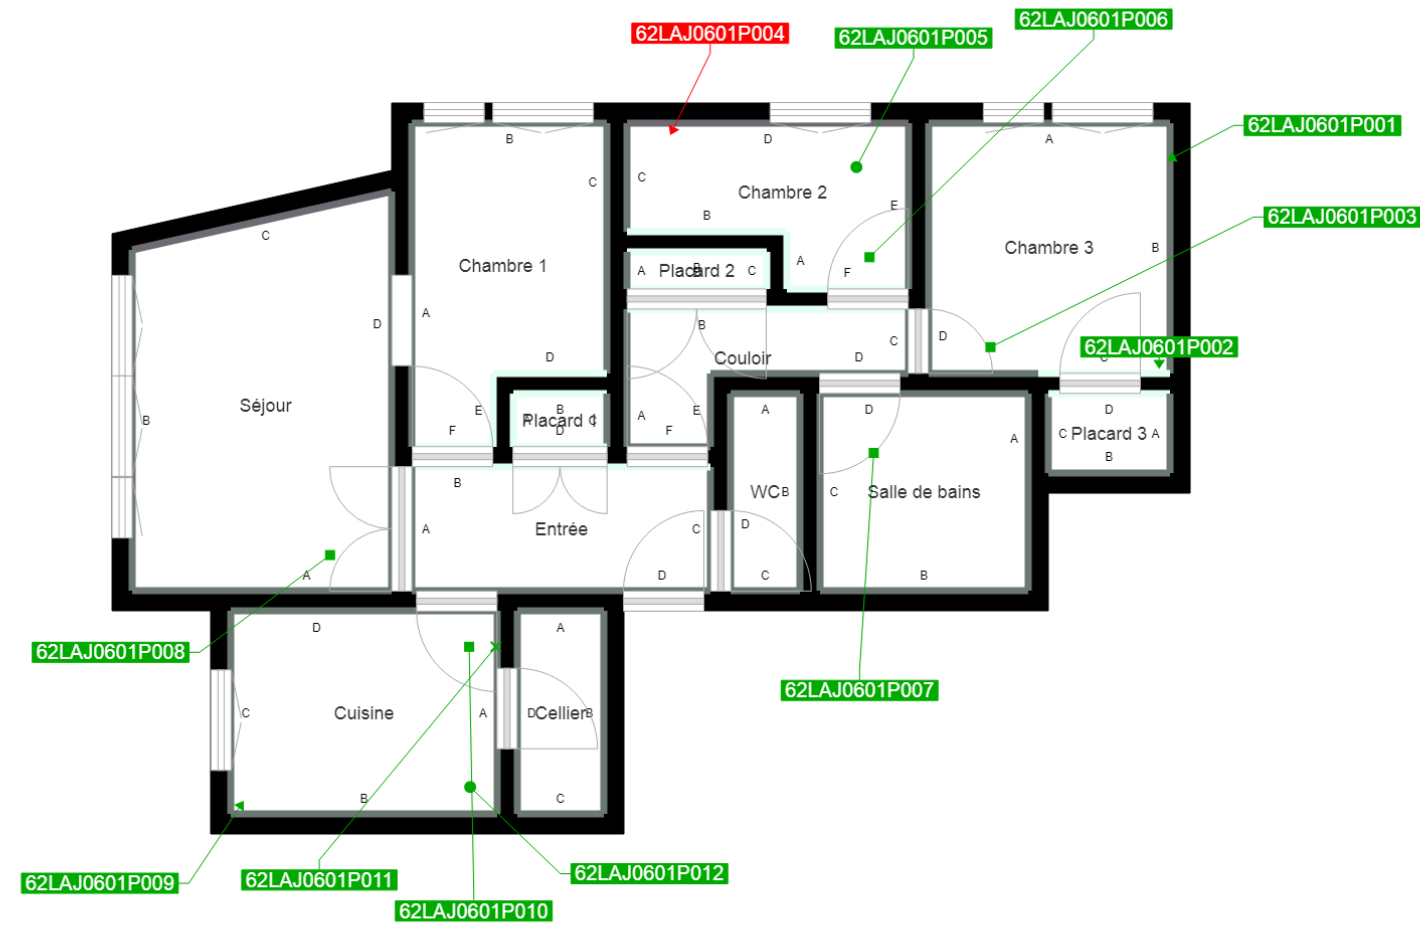 62LAJ0601P006
62LAJ0601P004
62LAJ0601P005
62LAJ0601P001
B
D
A
C
C
Chambre 2
E
B
62LAJ0601P003
C
Chambre 3
B
D
Chambre 1
A
F
A
Placard 2
B
C
A
B
D
C
D
62LAJ0601P002
C
Couloir
D
D
Séjour
B
E
F
A
B
Placard 1
C
D
A
E
F
A
D
A
D
C
Placard 3
A
B
B
WC
B
C
Salle de bains
A
Entrée
C
D
A
D
C
B
62LAJ0601P008
D
A
C
Cuisine
A
D
Cellier
B
62LAJ0601P007
B
C
62LAJ0601P009
62LAJ0601P011
62LAJ0601P012
62LAJ0601P010